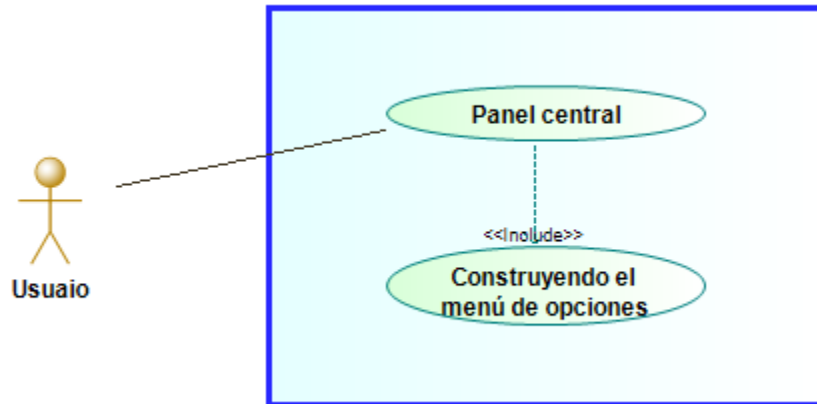 Panel central
<<Include>>
Construyendo el
menú de opciones
Usuaio